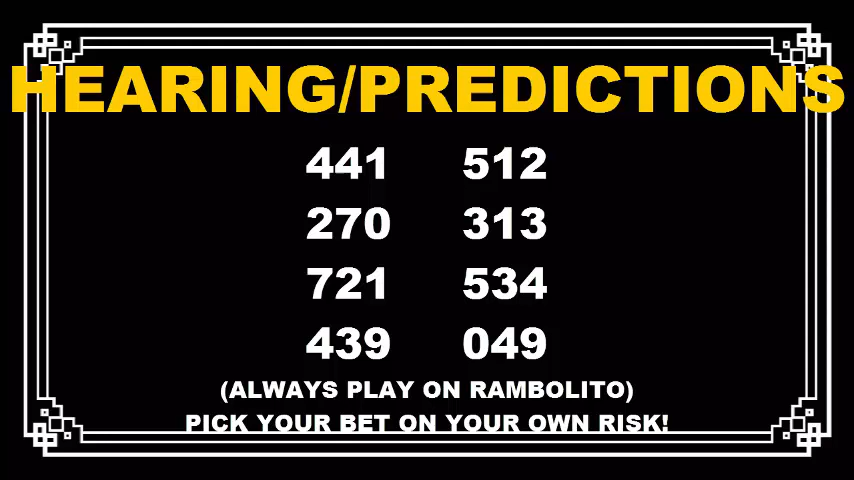 HEARING/PREDICTIONS
441 512
270 313
721 534
439 049
(ALWAYS PLAY ON RAMBOLITO)
PICK YOUR BET ON YOUR OWN RISK!